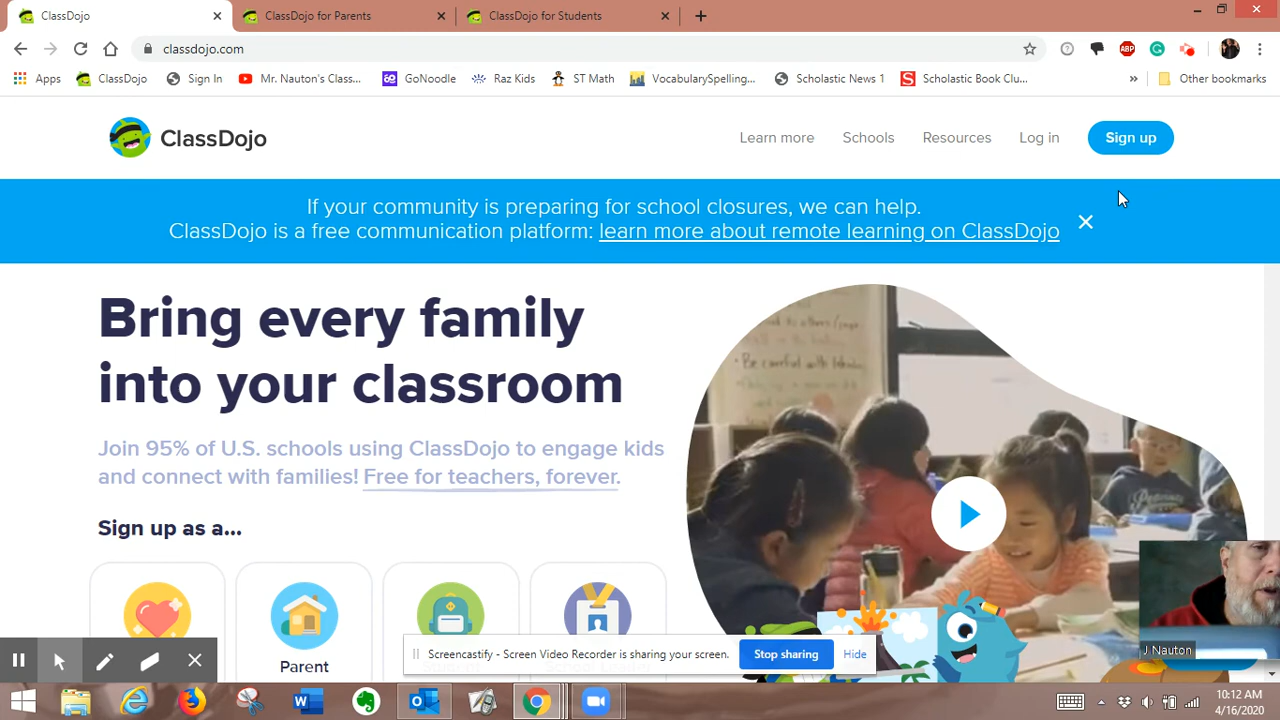 ClassDojo
ClassDojo for Parents
ClassDojo for Students
classdojo.com
Apps
ClassDojo
Sign In
Mr. Nauton's Class...
GoNoodle
Raz Kids
ST Math
VocabularySpelling...
Scholastic News 1
Scholastic Book Clu...
»
Other bookmarks
ClassDojo
Learn more
Schools
Resources
Log in
Sign up
If your community is preparing for school closures, we can help.
ClassDojo is a free communication platform: learn more about remote learning on ClassDojo
Bring every family
into your classroom
Join 95% of U.S. schools using ClassDojo to engage kids
and connect with families! Free for teachers, forever.
Sign up as a...
Parent
Be careful with
Screencastify - Screen Video Recorder is sharing your screen.
Stop sharing
Hide
J Nauton
10:12 AM
4/16/2020